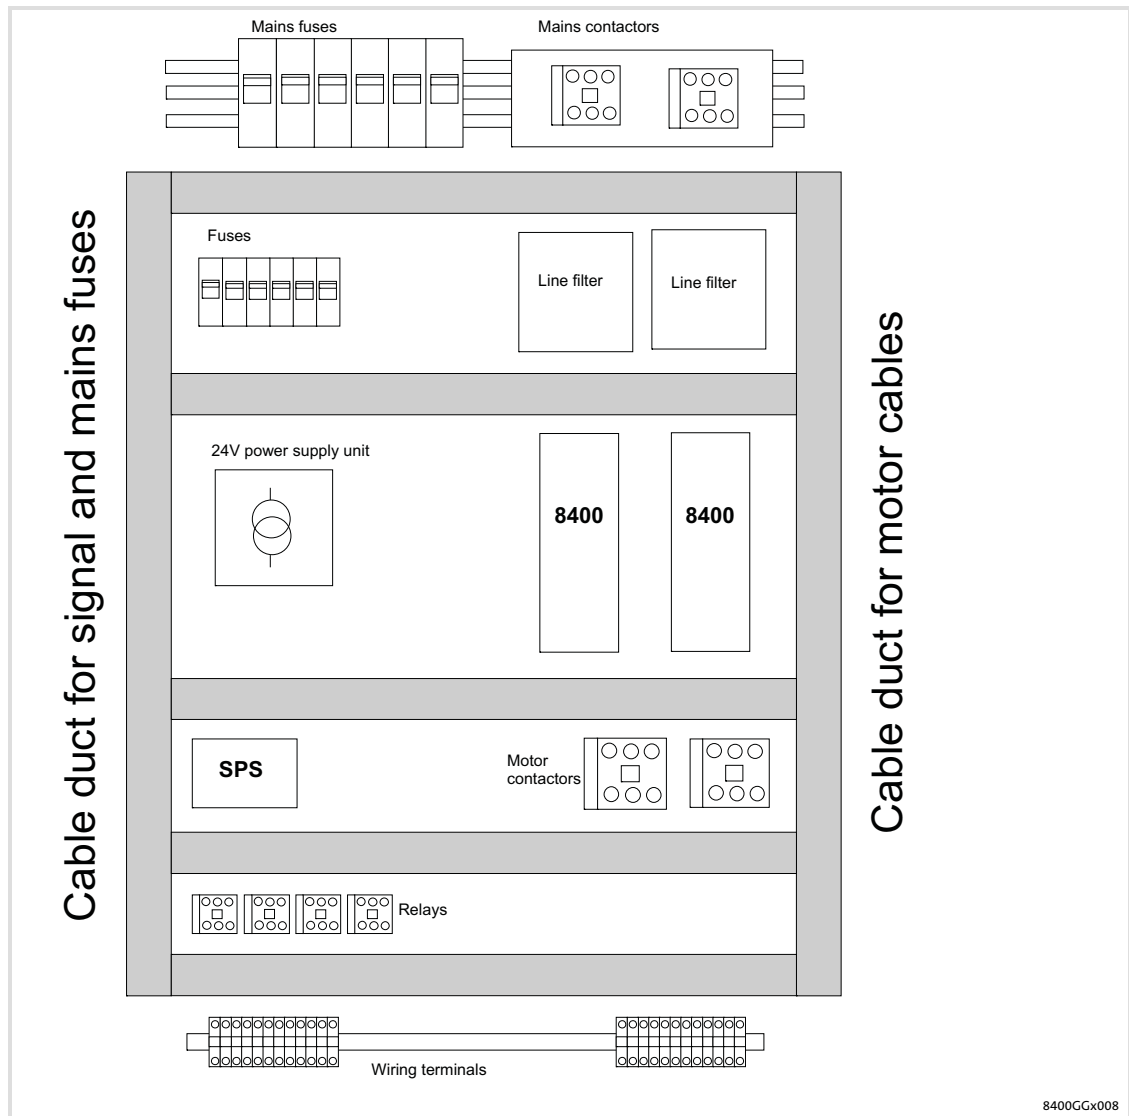 Mains fuses
Mains contactors
Cable duct for signal and mains fuses
Fuses
Line filter
Line filter
Cable duct for motor cables
24V power supply unit
8400
8400
SPS
Motor
contactors
Relays
Wiring terminals
8400GGx008